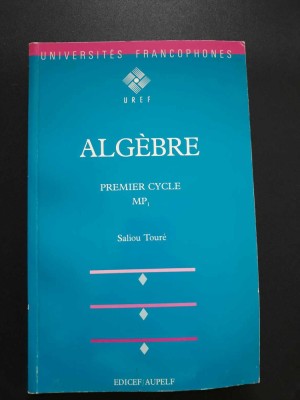 UNIVERSITÉS FRANCOPHONES
UREF
ALGÈBRE
PREMIER CYCLE
MP₁
Saliou Touré
EDICEF/AUPELF